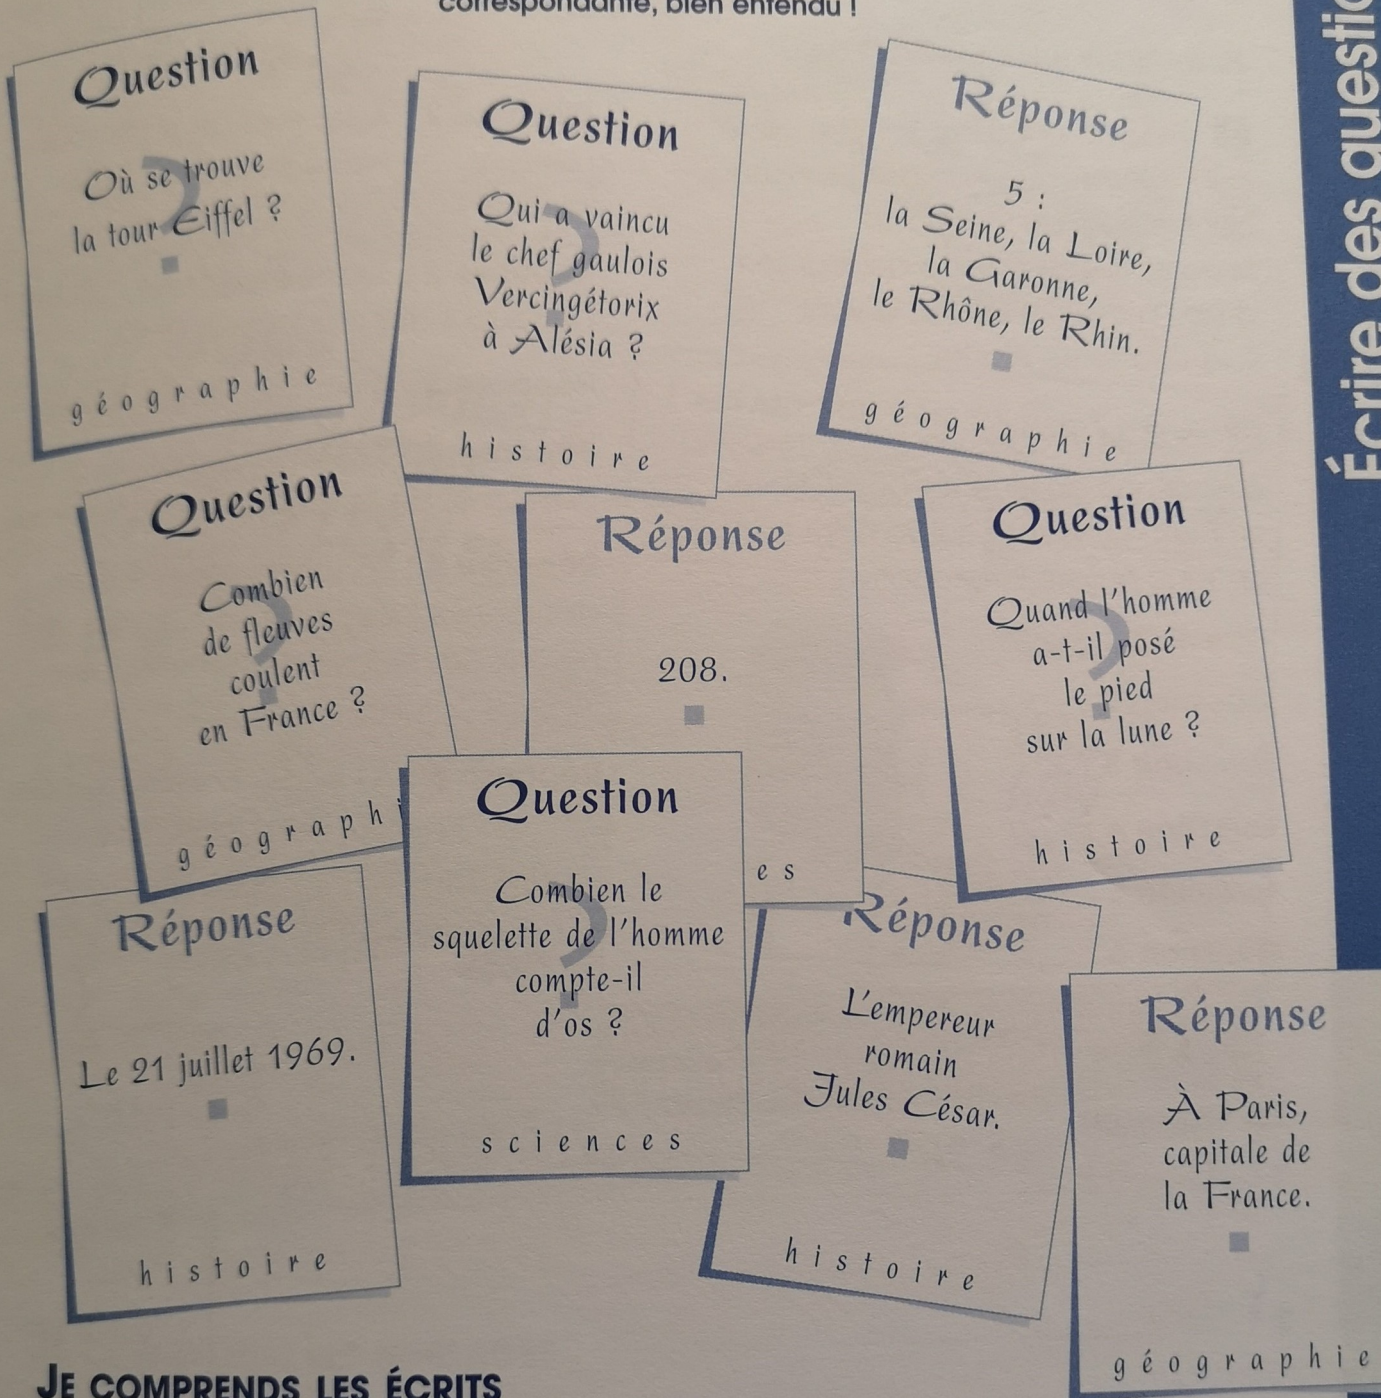 correspondante, bien entendu !
Question
Où se trouve
la tour Eiffel ?
géographie
Question
Qui a vaincu
le chef gaulois
Vercingétorix
à Alésia ?
histoire
Réponse
5 :
la Seine, la Loire,
la Garonne,
le Rhône, le Rhin.
géographie
Question
Combien
de fleuves
coulent
en France ?
géographi
Réponse
208.
es
Question
Quand l'homme
a-t-il posé
le pied
sur la lune ?
histoire
Réponse
Le 21 juillet 1969.
histoire
Question
Combien le
squelette de l'homme
compte-il
d'os ?
sciences
Réponse
L'empereur
romain
Jules César.
histoire
Réponse
À Paris,
capitale de
la France.
géographie
Écrire des questio
JE COMPRENDS LES ÉCRITS